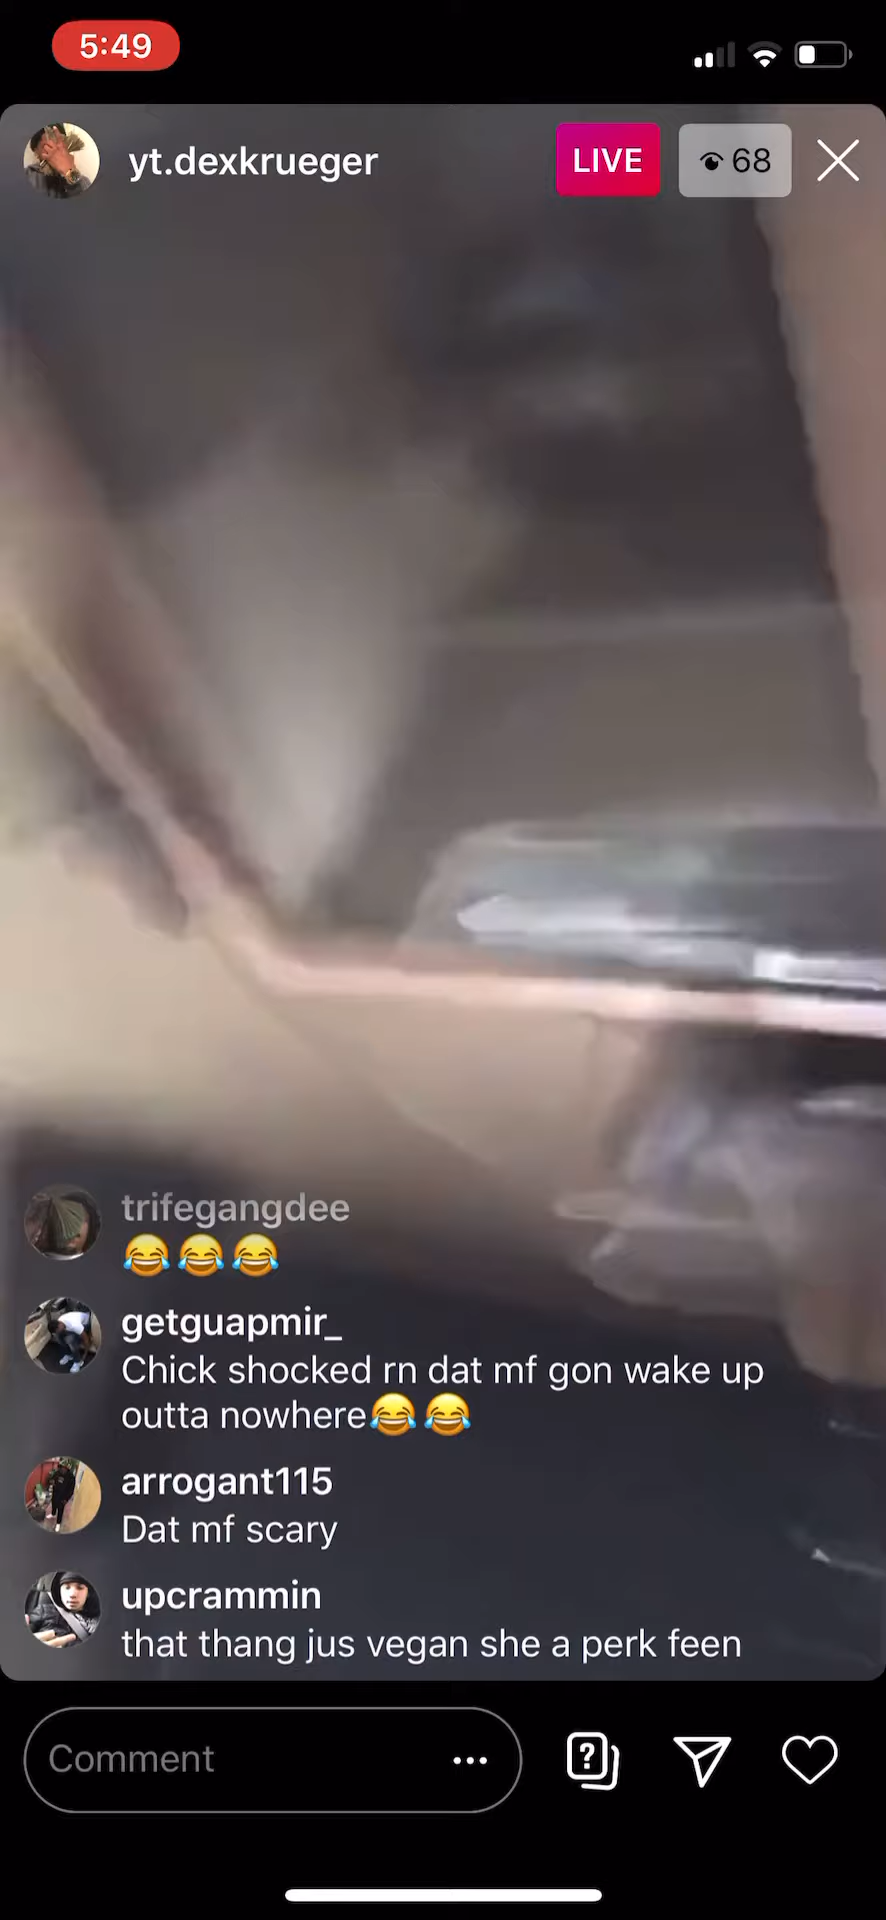 5:49
yt.dexkrueger
LIVE
68
trifegangdee
😂😂😂
getguapmir_
Chick shocked rn dat mf gon wake up
outta nowhere😂😂
arrogant115
Dat mf scary
upcrammin
that thang jus vegan she a perk feen
Comment